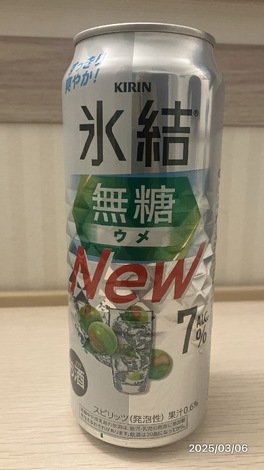 すっきり
爽やか!
KIRIN
氷結®
無糖
ウメ
New
ALC.
7%
酒
スピリッツ(発泡性) 果汁0.6%
2025/03/06